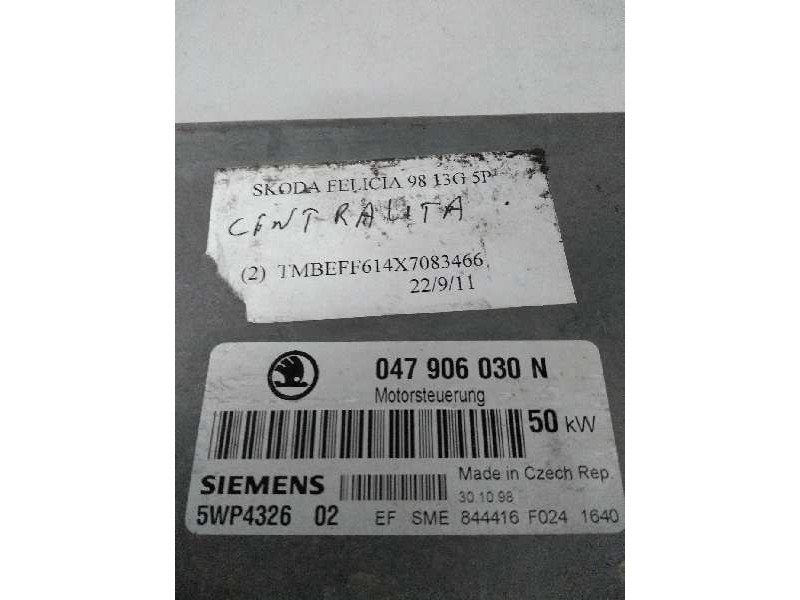 SKODA FELICIA 98 13G 5P
CENTRALITA
(2) TMBEFF614X7083466
22/9/11
047 906 030 N
Motorsteuerung
50 kW
SIEMENS
Made in Czech Rep.
30.10.98
5WP4326 02 EF SME 844416 F024 1640